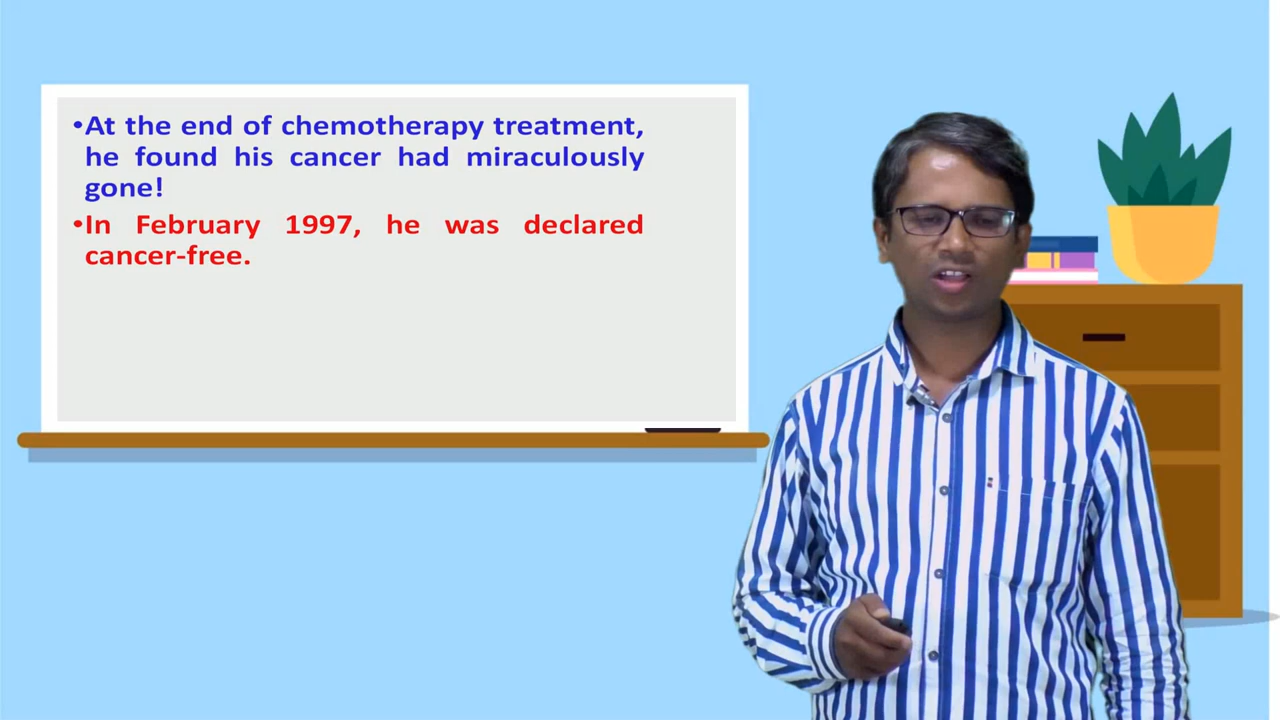 •At the end of chemotherapy treatment,
he found his cancer had miraculously
gone!
•In February 1997, he was declared
cancer-free.